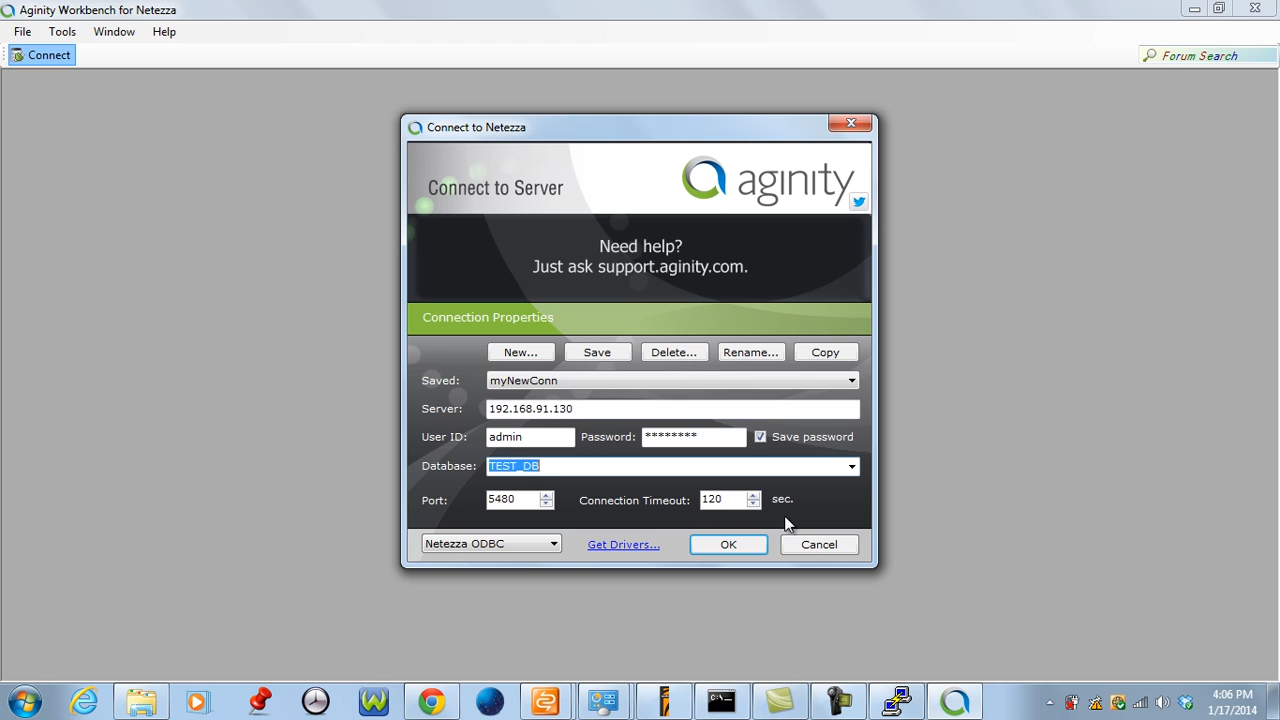 Aginity Workbench for Netezza
File Tools Window Help
Connect
Forum Search
Connect to Netezza
Connect to Server
aginity
Need help?
Just ask support.aginity.com.
Connection Properties
New... Save Delete... Rename... Copy
Saved: myNewConn
Server: 192.168.91.130
User ID: admin Password: ******** Save password
Database: TEST_DB
Port: 5480 Connection Timeout: 120 sec.
Netezza ODBC Get Drivers... OK Cancel
4:06 PM
1/17/2014